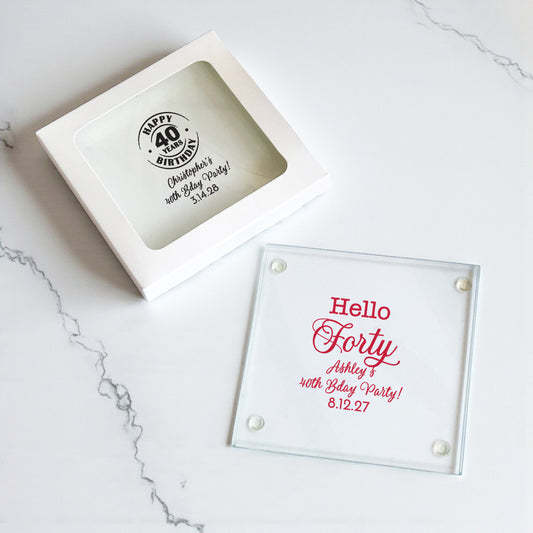 HAPPY
40
YEARS
BIRTHDAY
Christopher's
40th Bday Party!
3.14.28
Hello
Forty
Ashley's
40th Bday Party!
8.12.27